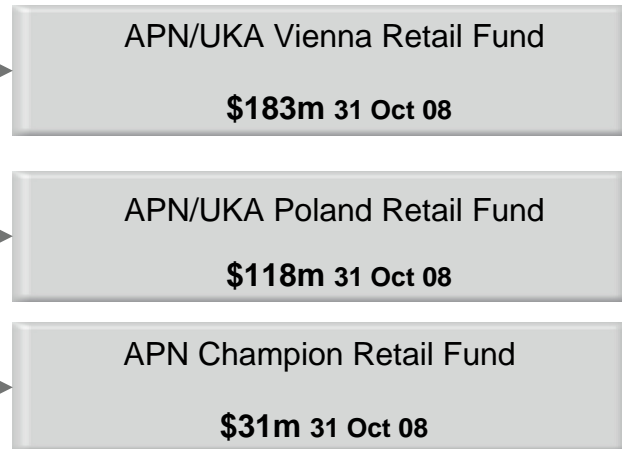 APN/UKA Vienna Retail Fund
$183m 31 Oct 08
APN/UKA Poland Retail Fund
$118m 31 Oct 08
APN Champion Retail Fund
$31m 31 Oct 08